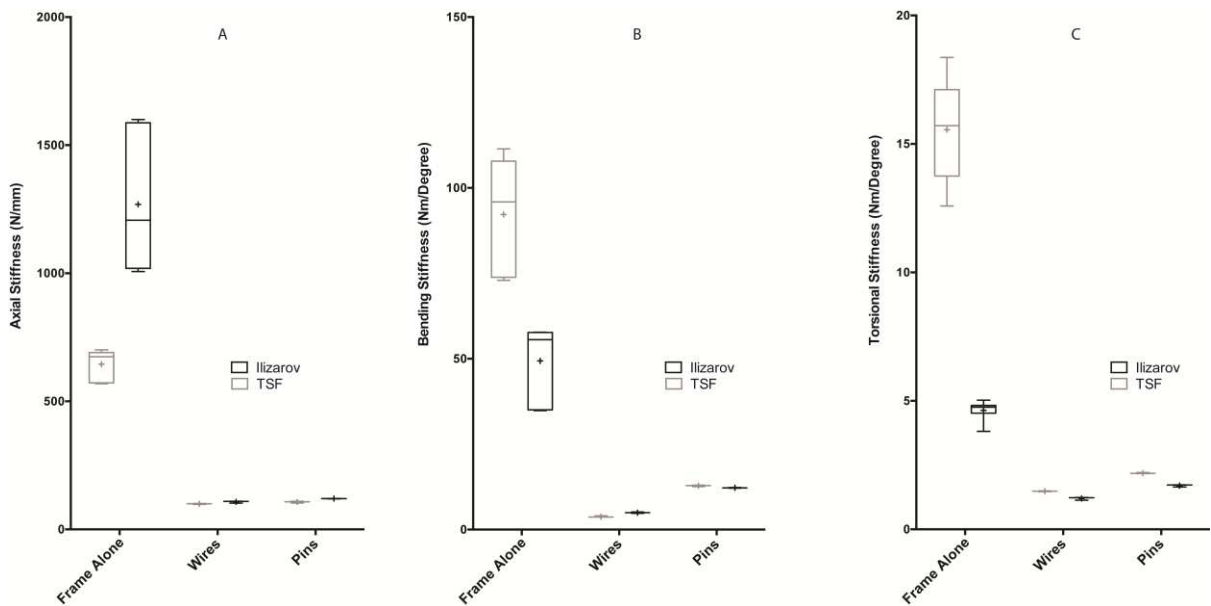 A
Axial Stiffness (N/mm)
2000
1500
1000
500
0
Ilizarov
TSF
Frame Alone
Wires
Pins
B
Bending Stiffness (Nm/Degree)
150
100
50
0
Ilizarov
TSF
Frame Alone
Wires
Pins
C
Torsional Stiffness (Nm/Degree)
20
15
10
5
0
Ilizarov
TSF
Frame Alone
Wires
Pins